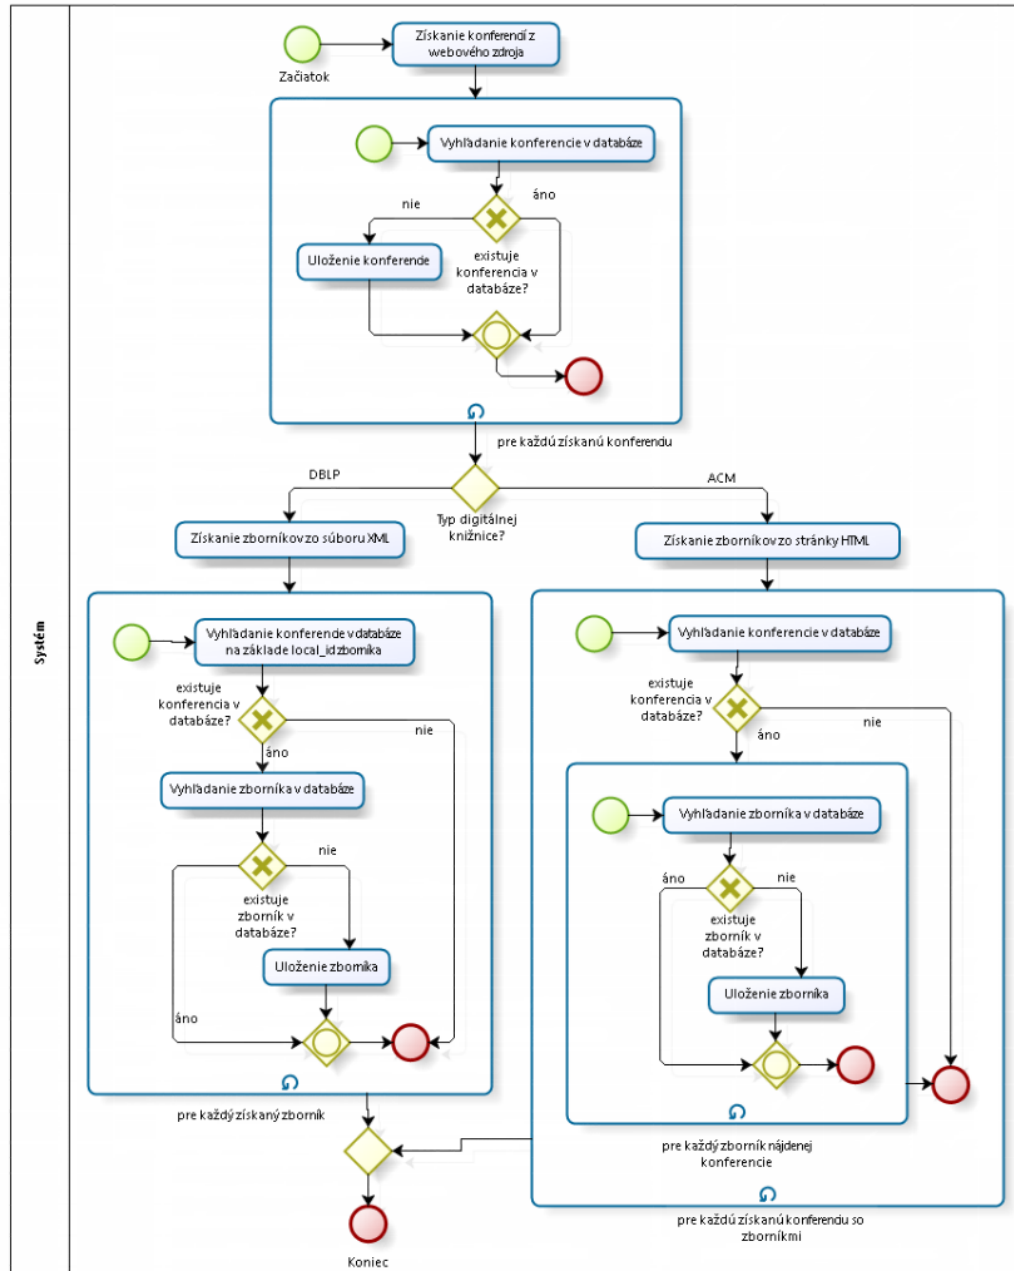 Systém
Začiatok
Získanie konferencií z
webového zdroja
Vyhľadanie konferencie v databáze
nie
áno
existuje
konferencia v
databáze?
Uloženie konferencie
pre každú získanú konferenciu
DBLP
ACM
Typ digitálnej
knižnice?
Získanie zborníkov zo súboru XML
Získanie zborníkov zo stránky HTML
Vyhľadanie konferencie v databáze
na základe local_id zborníka
existuje
konferencia v
databáze?
nie
áno
Vyhľadanie zborníka v databáze
nie
existuje
zborník v
databáze?
Uloženie zborníka
áno
pre každý získaný zborník
Vyhľadanie konferencie v databáze
existuje
konferencia v
databáze?
nie
áno
Vyhľadanie zborníka v databáze
áno
nie
existuje
zborník v
databáze?
Uloženie zborníka
pre každý zborník nájdenej
konferencie
pre každú získanú konferenciu so
zborníkmi
Koniec